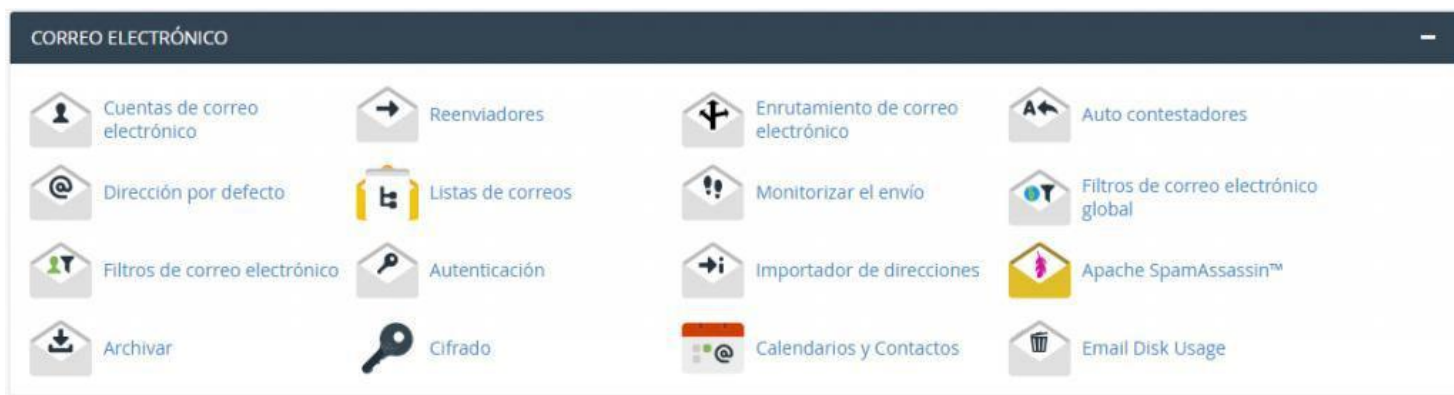 CORREO ELECTRÓNICO
Cuentas de correo
electrónico
Reenviadores
Enrutamiento de correo
electrónico
Auto contestadores
Dirección por defecto
Listas de correos
Monitorizar el envío
Filtros de correo electrónico
global
Filtros de correo electrónico
Autenticación
Importador de direcciones
Apache SpamAssassin™
Archivar
Cifrado
Calendarios y Contactos
Email Disk Usage